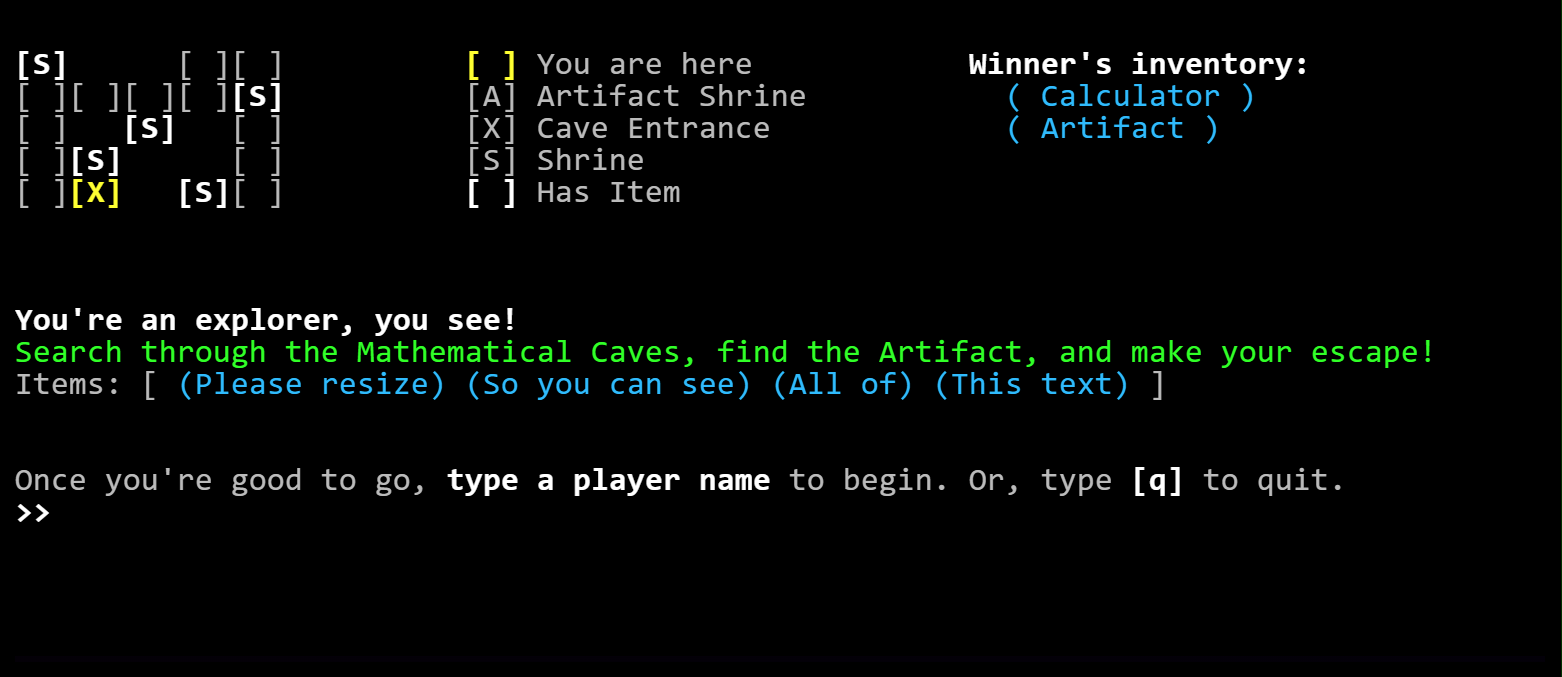 [S]      [ ][ ]          [ ] You are here            Winner's inventory:
[ ][ ][ ][ ][S]          [A] Artifact Shrine           ( Calculator )
[ ]   [S]   [ ]          [X] Cave Entrance             ( Artifact )
[ ][S]      [ ]          [S] Shrine
[ ][X]   [S][ ]          [ ] Has Item
You're an explorer, you see!
Search through the Mathematical Caves, find the Artifact, and make your escape!
Items: [ (Please resize) (So you can see) (All of) (This text) ]
Once you're good to go, type a player name to begin. Or, type [q] to quit.
>>